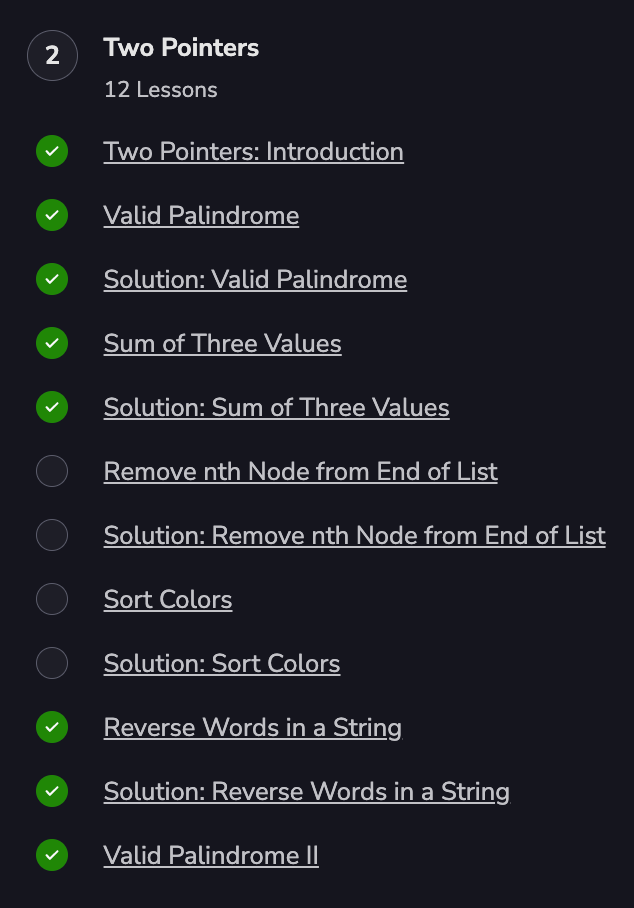 2
Two Pointers
12 Lessons
Two Pointers: Introduction
Valid Palindrome
Solution: Valid Palindrome
Sum of Three Values
Solution: Sum of Three Values
Remove nth Node from End of List
Solution: Remove nth Node from End of List
Sort Colors
Solution: Sort Colors
Reverse Words in a String
Solution: Reverse Words in a String
Valid Palindrome II